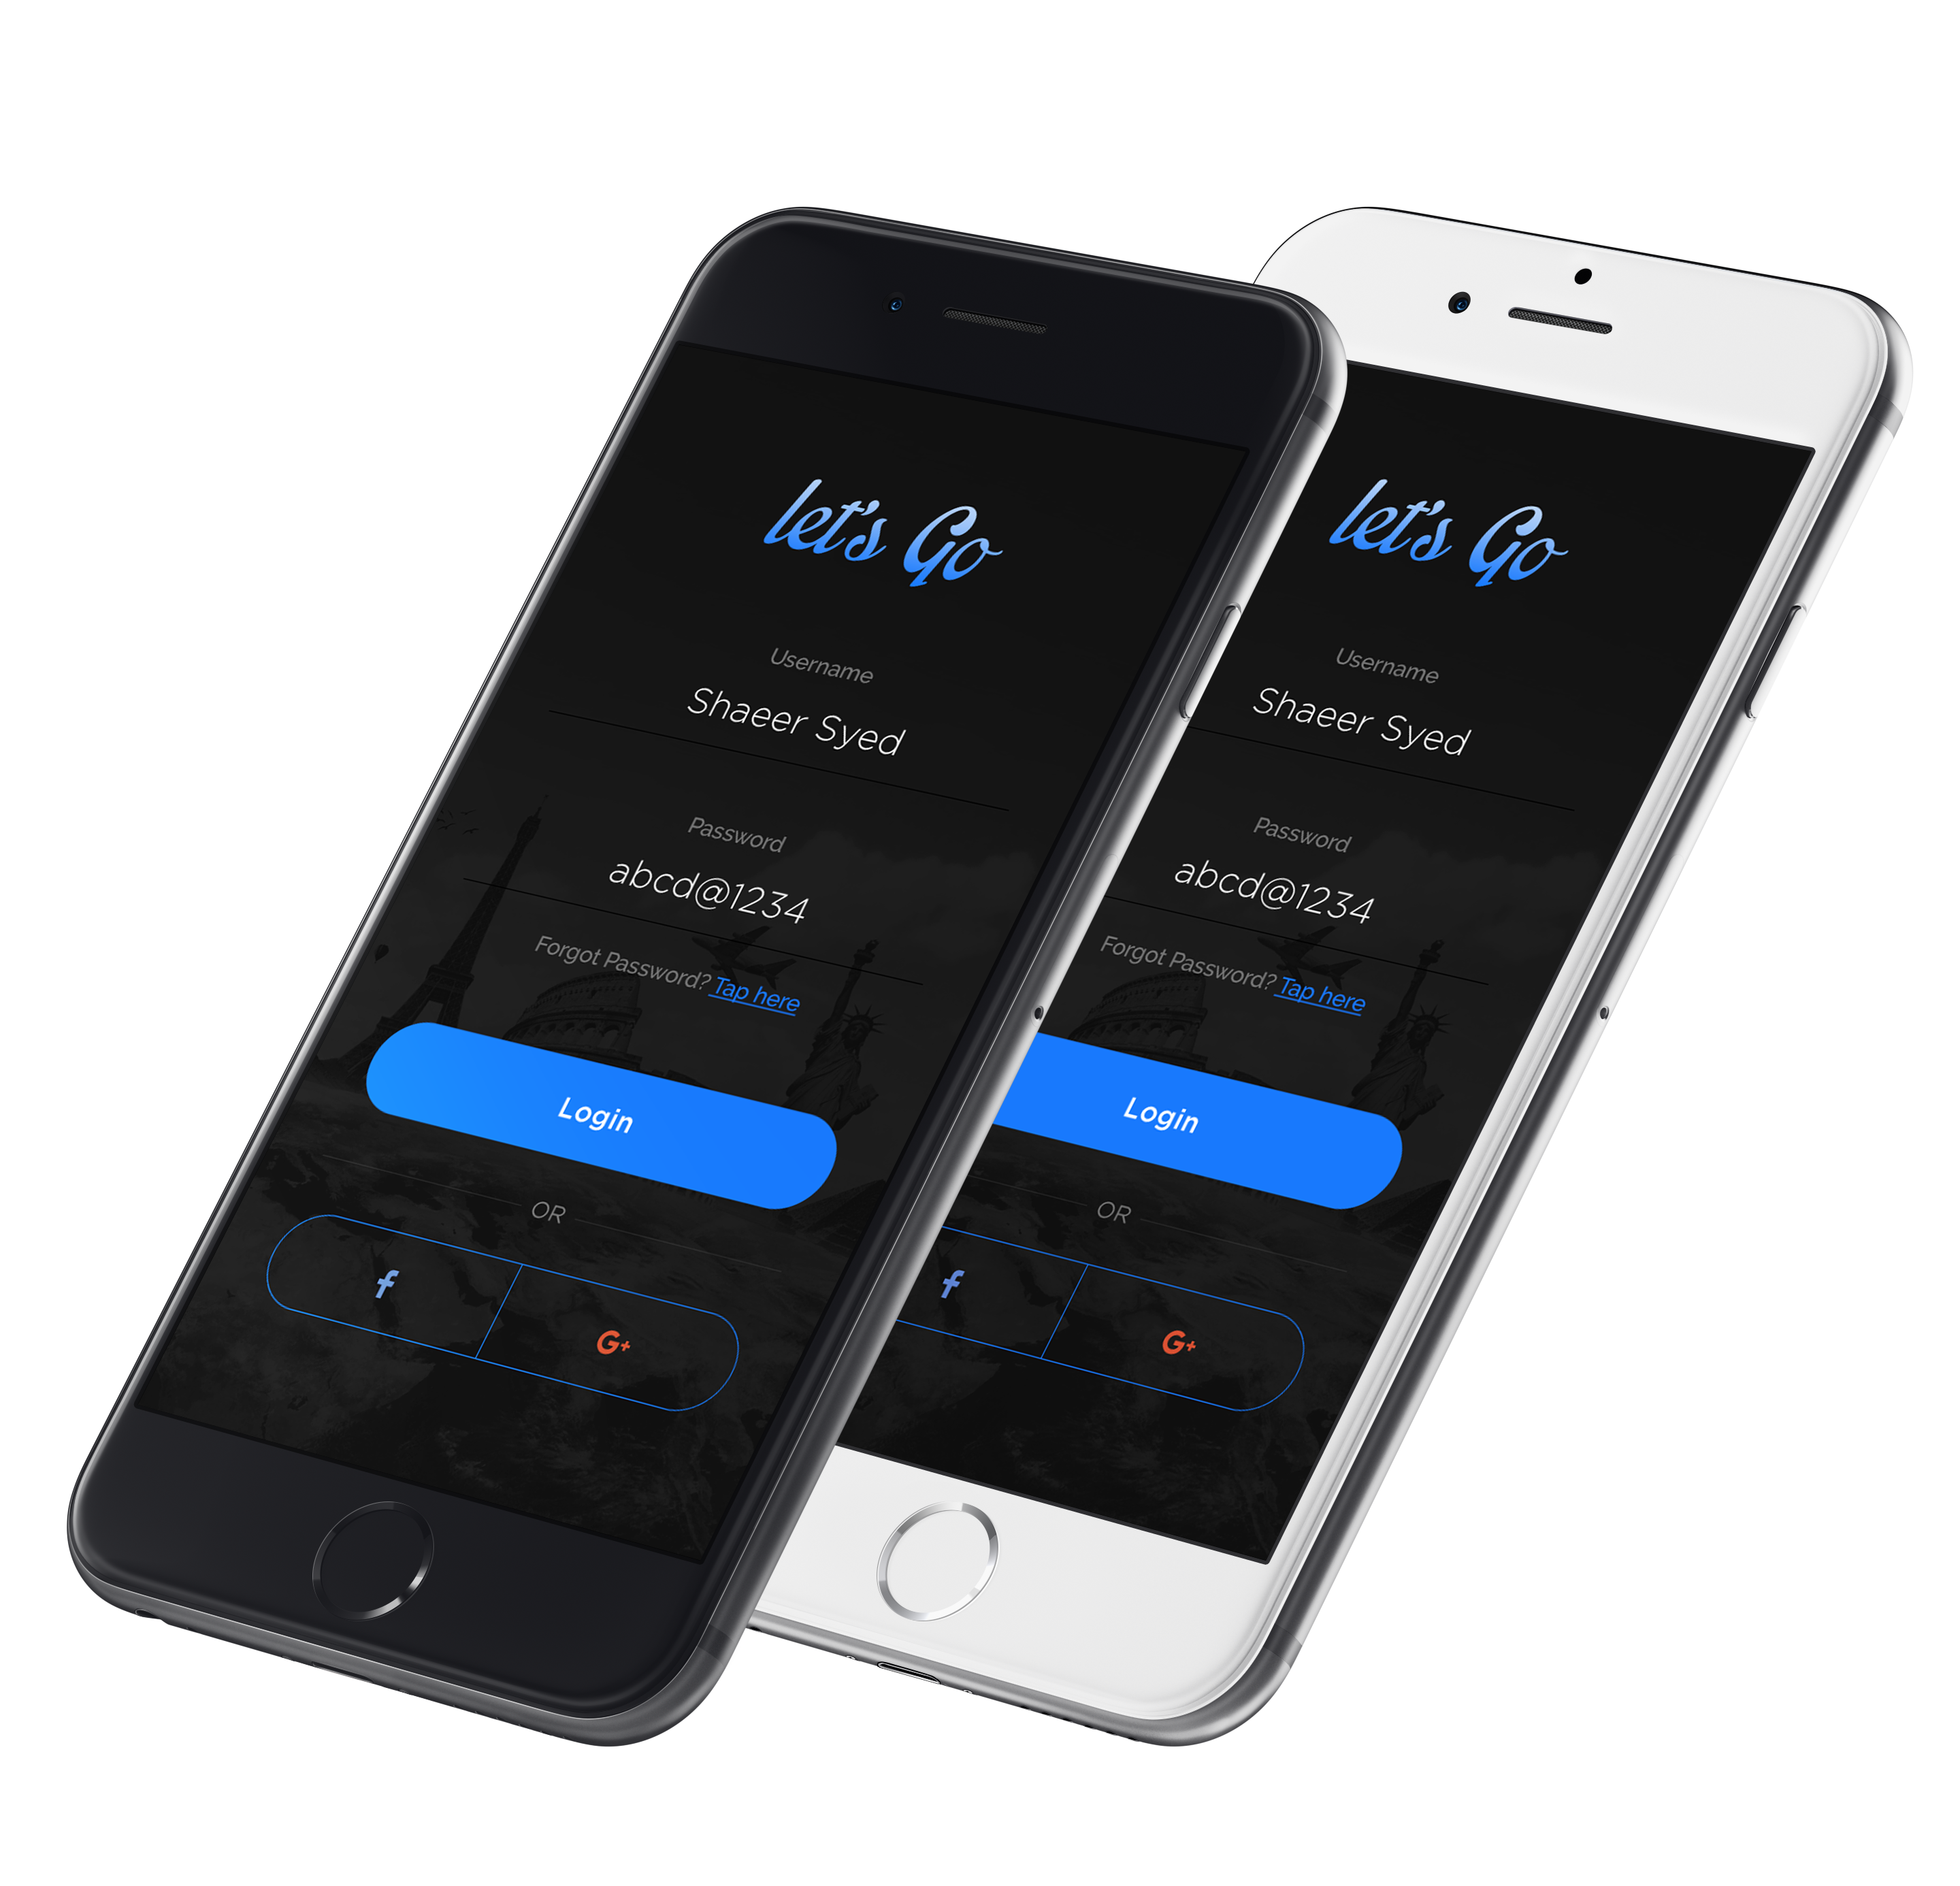 let's Go
Username
Shaeer Syed
Password
abcd@1234
Forgot Password? Tap here
Login
OR
f
G+
let's Go
Username
Shaeer Syed
Password
abcd@1234
Forgot Password? Tap here
Login
OR
f
G+